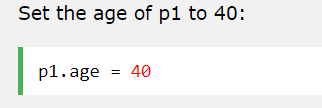 Set the age of p1 to 40:
p1.age = 40